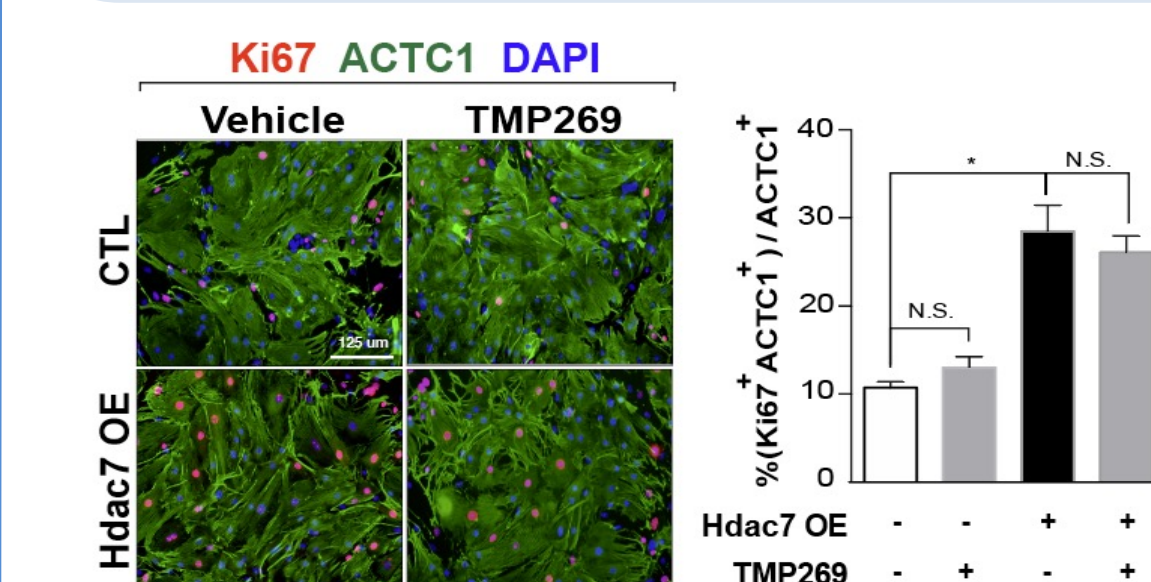 Ki67 ACTC1 DAPI
Vehicle TMP269
CTL
125 um
Hdac7 OE
%(Ki67⁺ ACTC1⁺) / ACTC1⁺
40
30
20
10
0
* N.S.
N.S.
Hdac7 OE - - + +
TMP269 - + - +